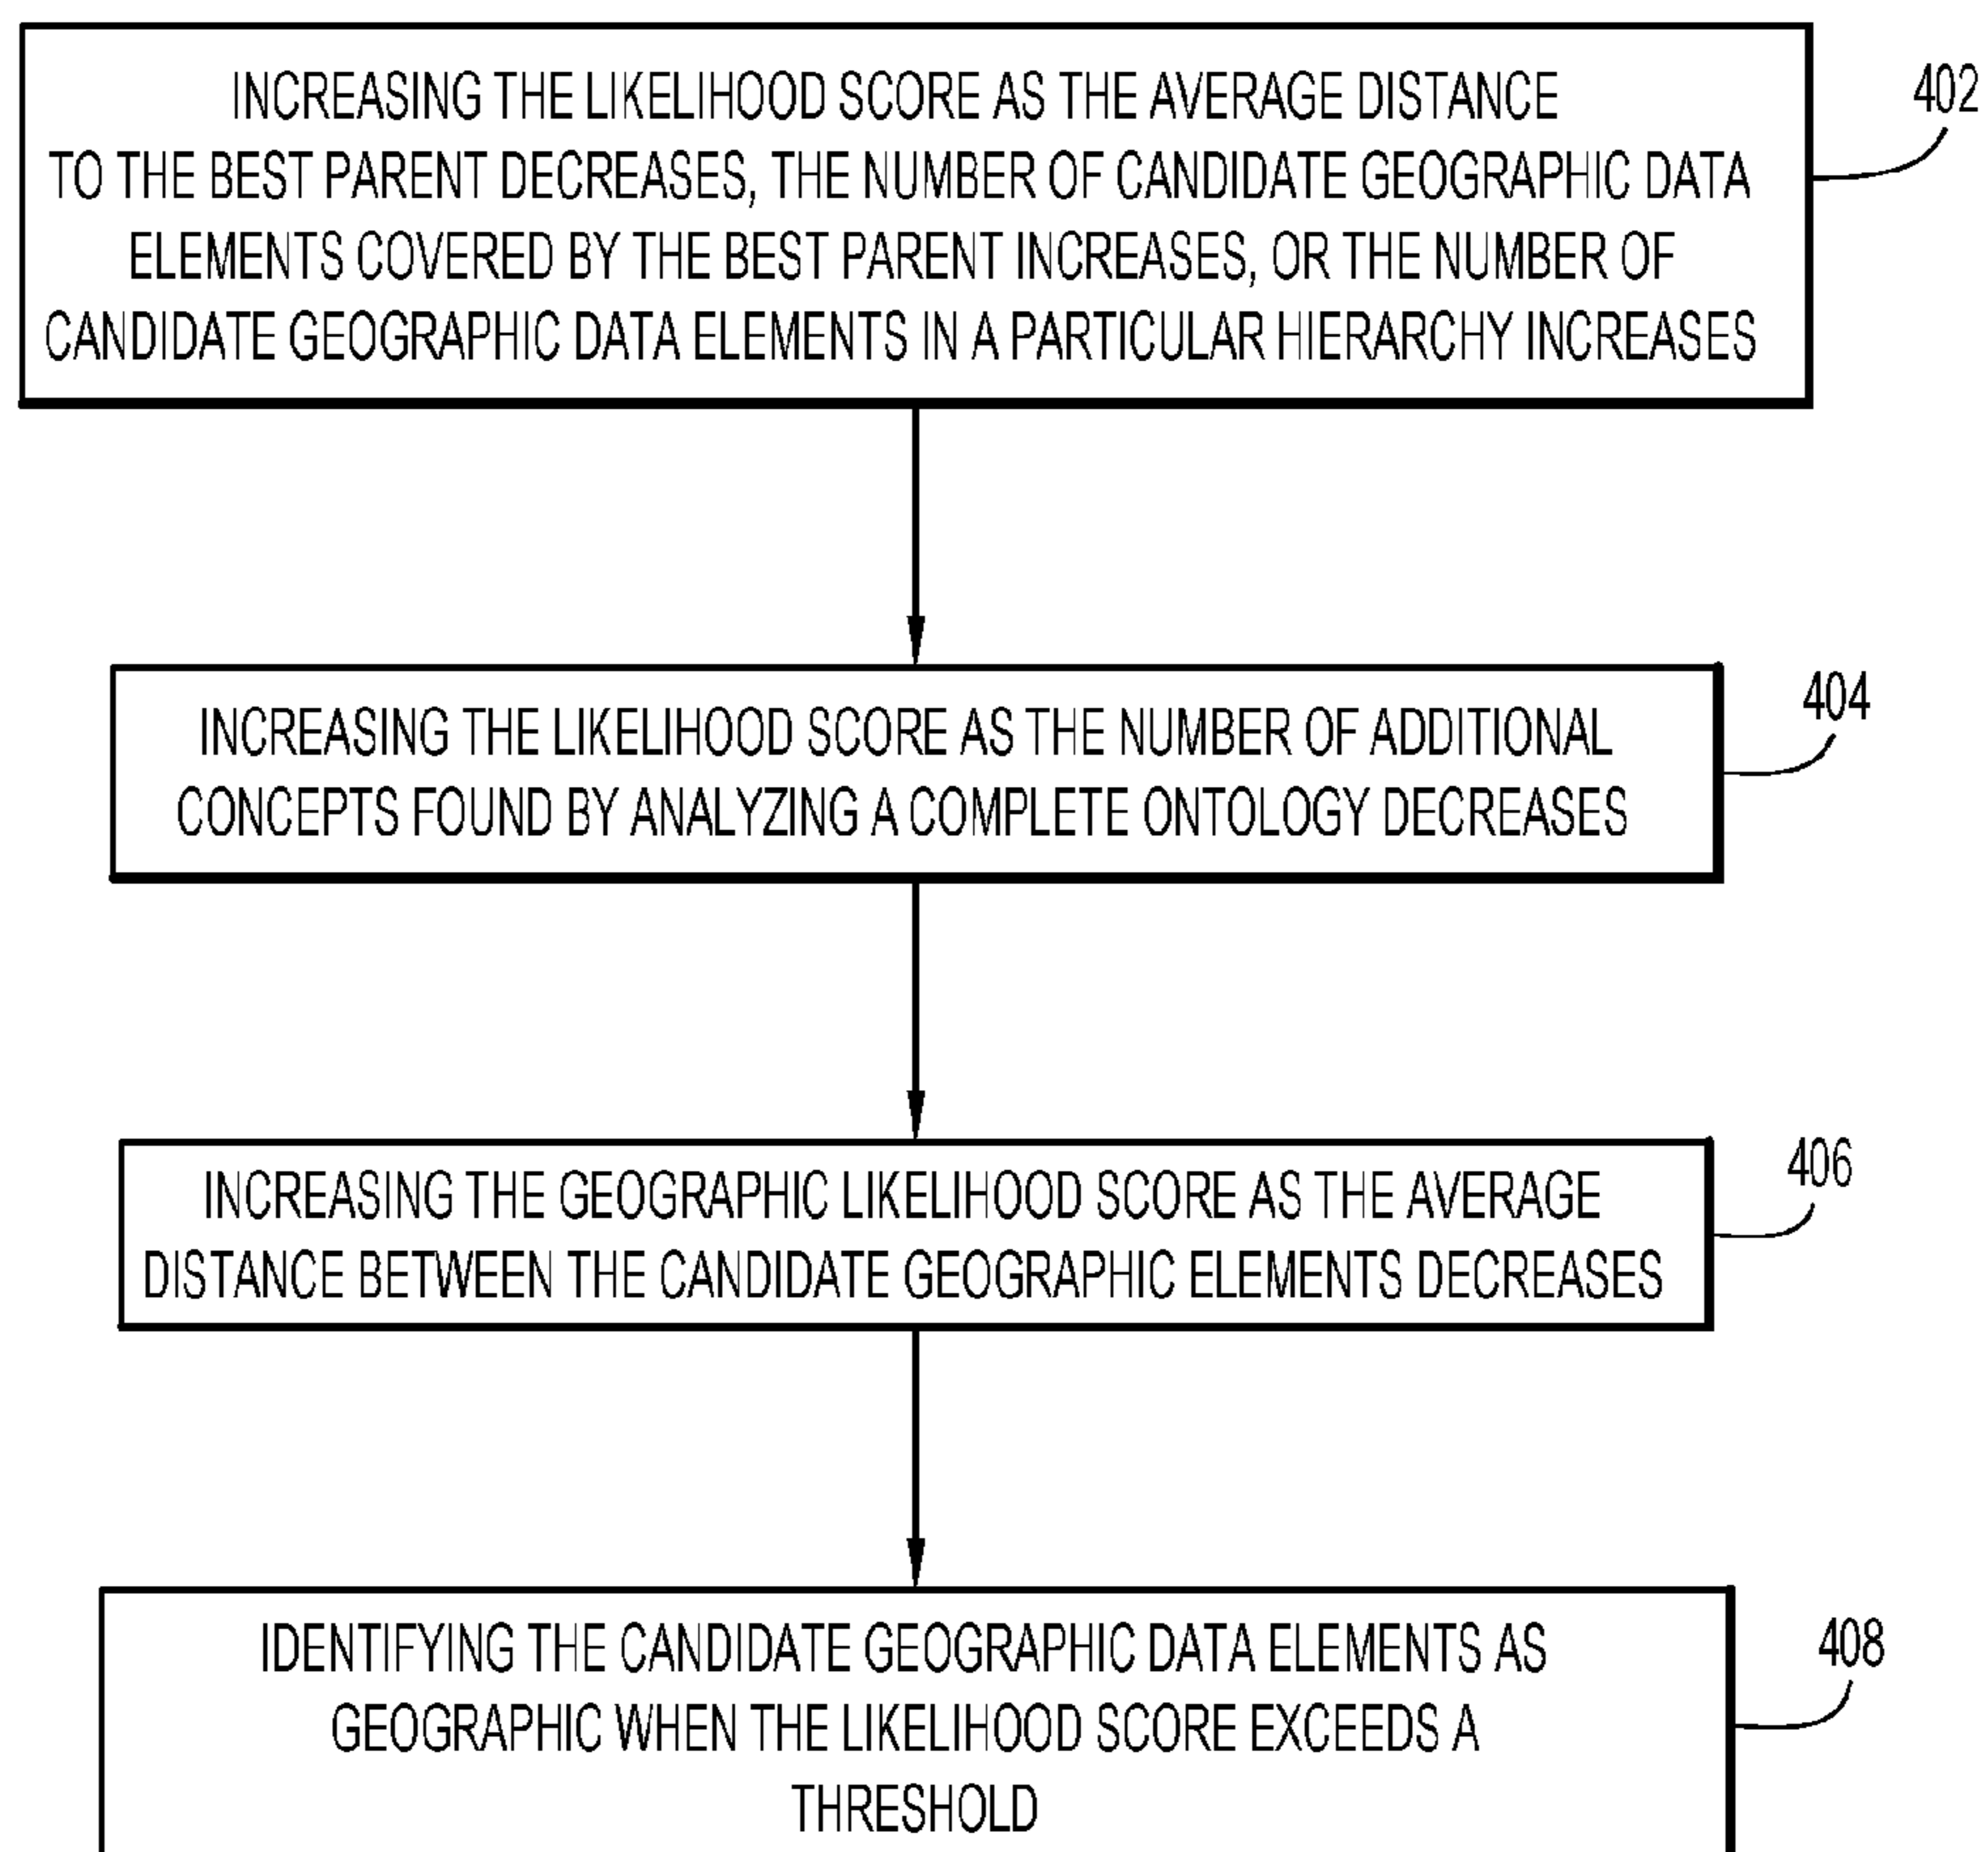 INCREASING THE LIKELIHOOD SCORE AS THE AVERAGE DISTANCE
TO THE BEST PARENT DECREASES, THE NUMBER OF CANDIDATE GEOGRAPHIC DATA
ELEMENTS COVERED BY THE BEST PARENT INCREASES, OR THE NUMBER OF
CANDIDATE GEOGRAPHIC DATA ELEMENTS IN A PARTICULAR HIERARCHY INCREASES
402
INCREASING THE LIKELIHOOD SCORE AS THE NUMBER OF ADDITIONAL
CONCEPTS FOUND BY ANALYZING A COMPLETE ONTOLOGY DECREASES
404
INCREASING THE GEOGRAPHIC LIKELIHOOD SCORE AS THE AVERAGE
DISTANCE BETWEEN THE CANDIDATE GEOGRAPHIC ELEMENTS DECREASES
406
IDENTIFYING THE CANDIDATE GEOGRAPHIC DATA ELEMENTS AS
GEOGRAPHIC WHEN THE LIKELIHOOD SCORE EXCEEDS A
THRESHOLD
408